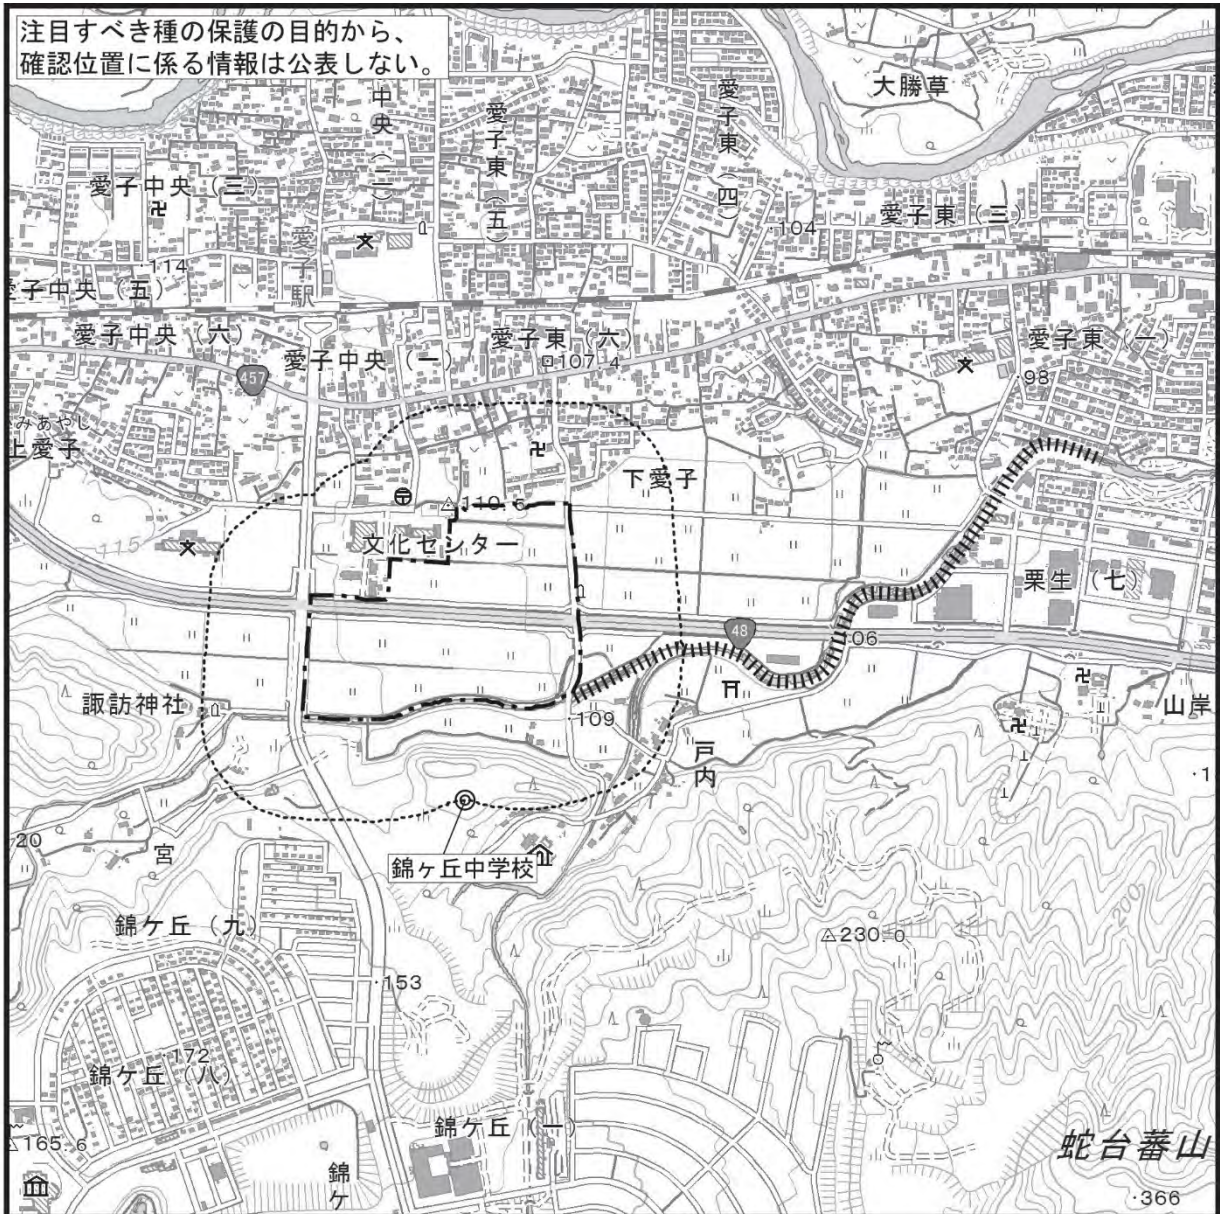 注目すべき種の保護の目的から、
確認位置に係る情報は公表しない。
大勝草
中央(二)
愛子東(五)
愛子東(四)
愛子中央(三)
愛子東(三)
104
愛子駅
114
子中央(五)
愛子中央(六)
愛子中央(一)
愛子東(六)
107.4
愛子東(一)
457
98
みあやし
上愛子
下愛子
110.5
115
文化センター
栗生(七
48
06
諏訪神社
109
戸内
山岸
・1
錦ヶ丘中学校
20
宮
錦ケ丘(九)
230.0
200
153
172
錦ケ丘(八)
錦ケ丘(一)
165.6
錦ケ
蛇台蕃山
366